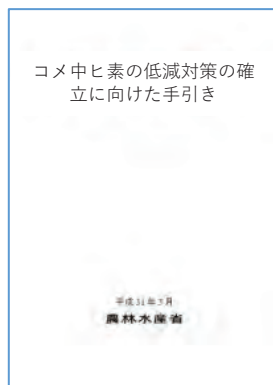 コメ中ヒ素の低減対策の確
立に向けた手引き
平成31年3月
農林水産省